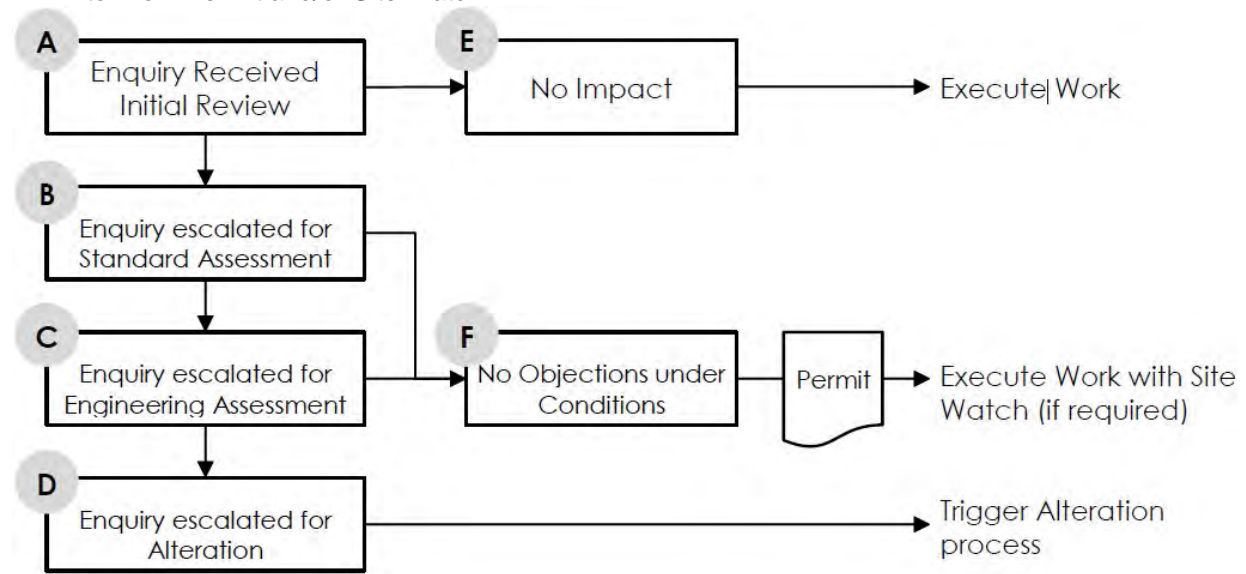 A
Enquiry Received
Initial Review
E
No Impact
Execute Work
B
Enquiry escalated for
Standard Assessment
C
Enquiry escalated for
Engineering Assessment
F
No Objections under
Conditions
Permit
Execute Work with Site
Watch (if required)
D
Enquiry escalated for
Alteration
Trigger Alteration
process